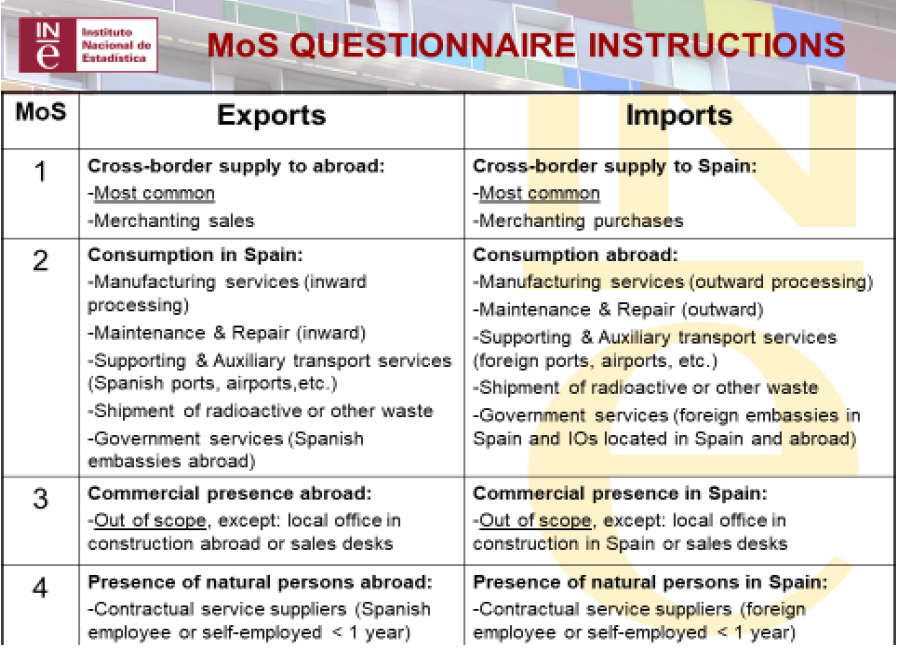 Instituto
Nacional de
Estadística
MoS QUESTIONNAIRE INSTRUCTIONS
MoS
Exports
Imports
1
Cross-border supply to abroad:
-Most common
-Merchanting sales
Cross-border supply to Spain:
-Most common
-Merchanting purchases
2
Consumption in Spain:
-Manufacturing services (inward
processing)
-Maintenance & Repair (inward)
-Supporting & Auxiliary transport services
(Spanish ports, airports,etc.)
-Shipment of radioactive or other waste
-Government services (Spanish
embassies abroad)
Consumption abroad:
-Manufacturing services (outward processing)
-Maintenance & Repair (outward)
-Supporting & Auxiliary transport services
(foreign ports, airports, etc.)
-Shipment of radioactive or other waste
-Government services (foreign embassies in
Spain and IOs located in Spain and abroad)
3
Commercial presence abroad:
-Out of scope, except: local office in
construction abroad or sales desks
Commercial presence in Spain:
-Out of scope, except: local office in
construction in Spain or sales desks
4
Presence of natural persons abroad:
-Contractual service suppliers (Spanish
employee or self-employed < 1 year)
Presence of natural persons in Spain:
-Contractual service suppliers (foreign
employee or self-employed < 1 year)
INe
INe